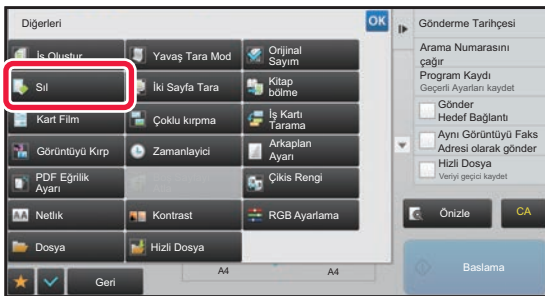 Diğerleri
OK
İş Oluştur
Yavaş Tara Mod
Orijinal
Sayım
Sıl
İki Sayfa Tara
Kitap
bölme
Kart Film
Çoklu kırpma
İş Kartı
Tarama
Görüntüyü Kırp
Zamanlayici
Arkaplan
Ayarı
PDF Eğrilik
Ayarı
Çikis Rengi
Netlık
Kontrast
RGB Ayarlama
Dosya
Hizli Dosya
Geri
A4
A4
Gönderme Tarihçesi
Arama Numarasını
çağır
Program Kaydı
Geçerli Ayarları kaydet
Gönder
Hedef Bağlantı
Aynı Görüntüyü Faks
Adresi olarak gönder
Hizli Dosya
Veriyi geçici kaydet
Önizle
CA
Baslama